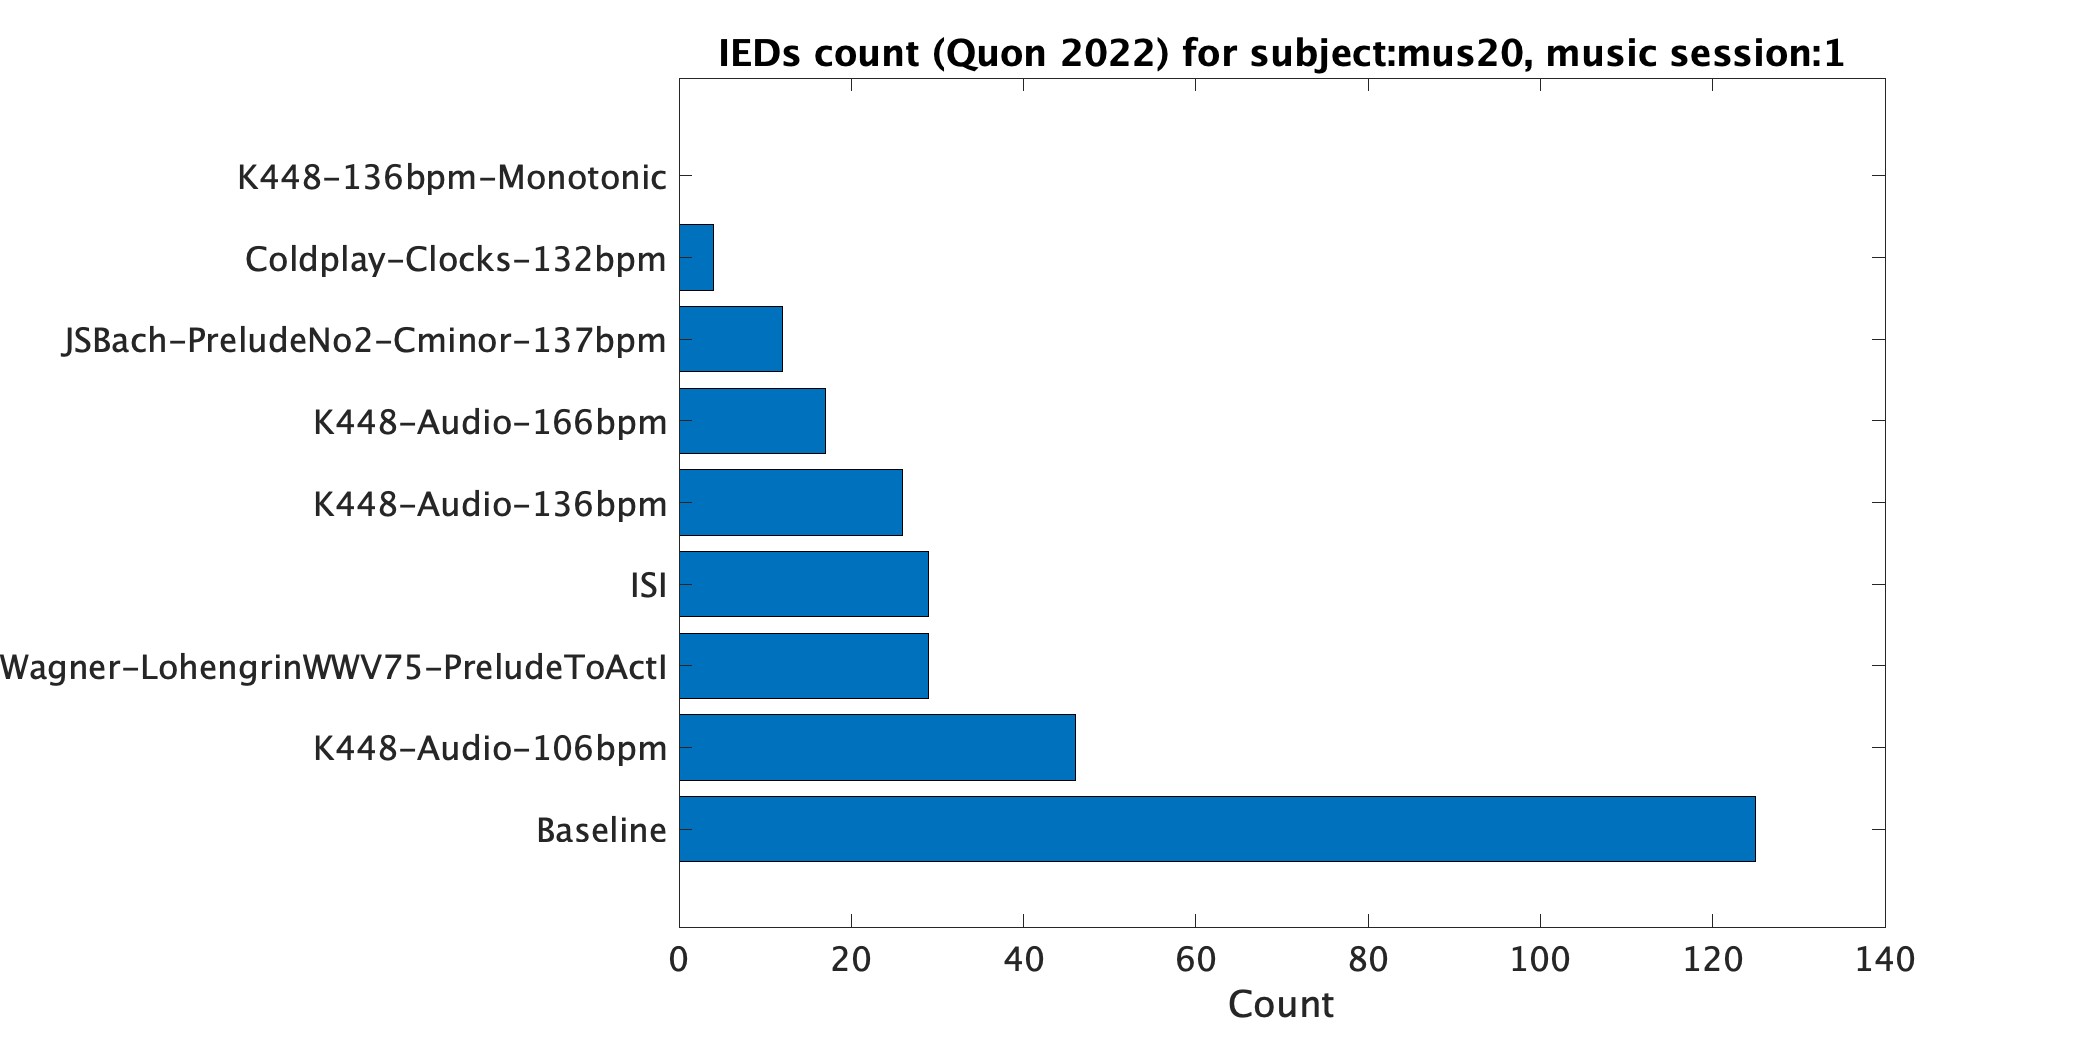 IEDs count (Quon 2022) for subject:mus20, music session:1
K448-136bpm-Monotonic
Coldplay-Clocks-132bpm
JSBach-PreludeNo2-Cminor-137bpm
K448-Audio-166bpm
K448-Audio-136bpm
ISI
Wagner-LohengrinWWV75-PreludeToActI
K448-Audio-106bpm
Baseline
0 20 40 60 80 100 120 140
Count